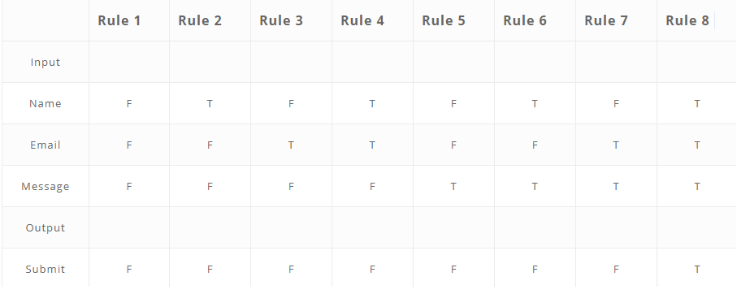 Rule 1 Rule 2 Rule 3 Rule 4 Rule 5 Rule 6 Rule 7 Rule 8
Input
Name F T F T F T F T
Email F F T T F F T T
Message F F F F T T T T
Output
Submit F F F F F F F T